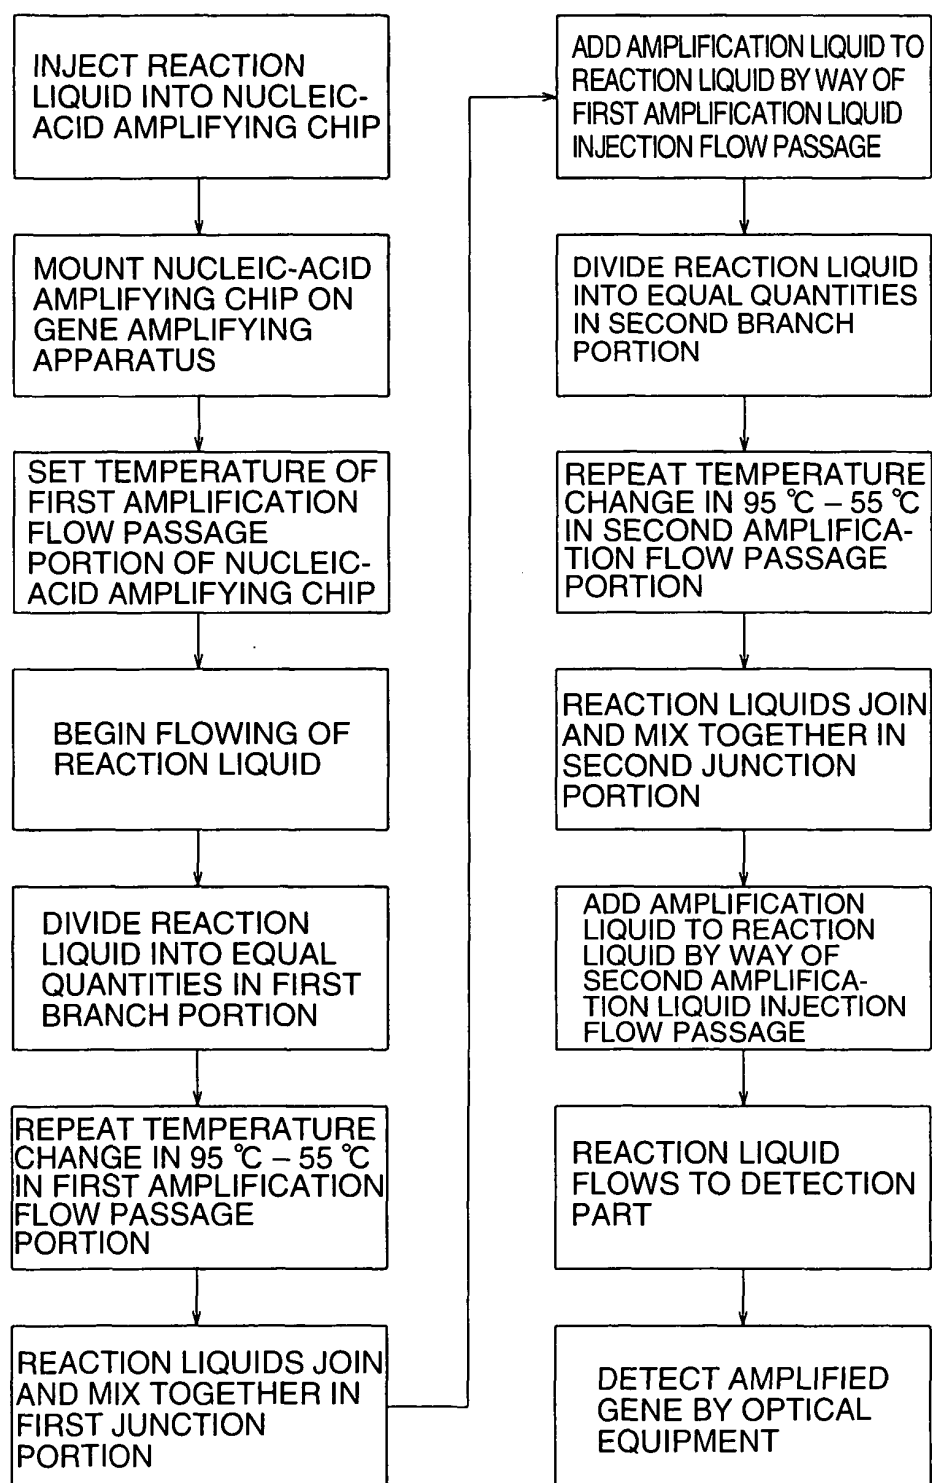 INJECT REACTION
LIQUID INTO NUCLEIC-
ACID AMPLIFYING CHIP
MOUNT NUCLEIC-ACID
AMPLIFYING CHIP ON
GENE AMPLIFYING
APPARATUS
SET TEMPERATURE OF
FIRST AMPLIFICATION
FLOW PASSAGE
PORTION OF NUCLEIC-
ACID AMPLIFYING CHIP
BEGIN FLOWING OF
REACTION LIQUID
DIVIDE REACTION
LIQUID INTO EQUAL
QUANTITIES IN FIRST
BRANCH PORTION
REPEAT TEMPERATURE
CHANGE IN 95 ℃ – 55 ℃
IN FIRST AMPLIFICATION
FLOW PASSAGE
PORTION
REACTION LIQUIDS JOIN
AND MIX TOGETHER IN
FIRST JUNCTION
PORTION
ADD AMPLIFICATION LIQUID TO
REACTION LIQUID BY WAY OF
FIRST AMPLIFICATION LIQUID
INJECTION FLOW PASSAGE
DIVIDE REACTION LIQUID
INTO EQUAL QUANTITIES
IN SECOND BRANCH
PORTION
REPEAT TEMPERATURE
CHANGE IN 95 ℃ – 55 ℃
IN SECOND AMPLIFICA-
TION FLOW PASSAGE
PORTION
REACTION LIQUIDS JOIN
AND MIX TOGETHER IN
SECOND JUNCTION
PORTION
ADD AMPLIFICATION
LIQUID TO REACTION
LIQUID BY WAY OF
SECOND AMPLIFICA-
TION LIQUID INJECTION
FLOW PASSAGE
REACTION LIQUID
FLOWS TO DETECTION
PART
DETECT AMPLIFIED
GENE BY OPTICAL
EQUIPMENT